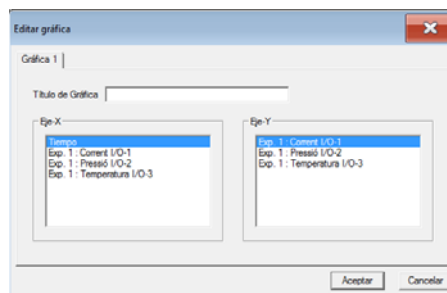 Editar gráfica
Gráfica 1
Título de Gráfica
Eje-X
Tiempo
Exp. 1 : Corrent I/O-1
Exp. 1 : Pressió I/O-2
Exp. 1 : Temperatura I/O-3
Eje-Y
Exp. 1 : Corrent I/O-1
Exp. 1 : Pressió I/O-2
Exp. 1 : Temperatura I/O-3
Aceptar
Cancelar